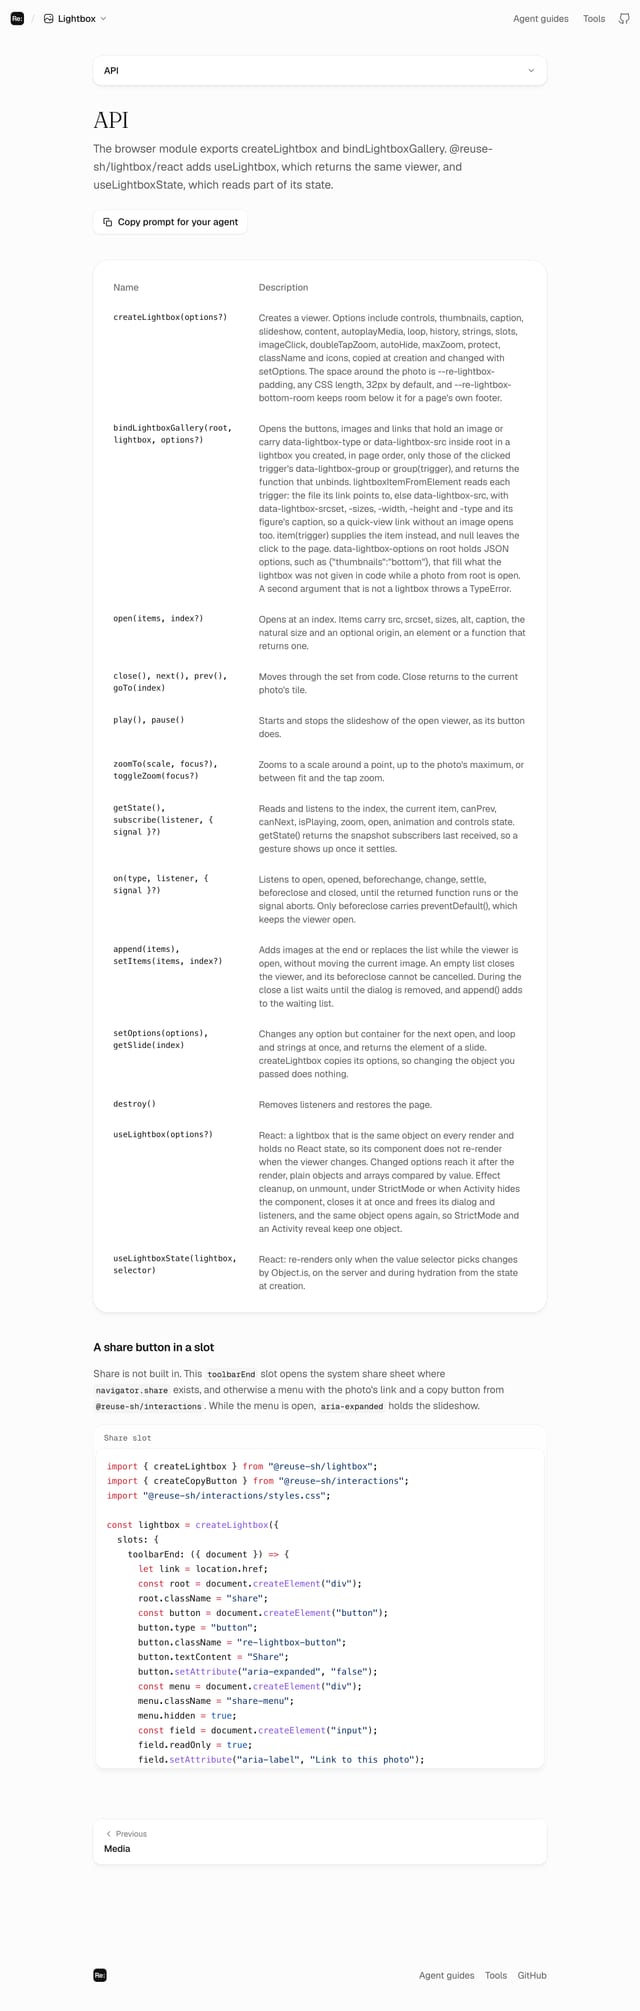 Re:
/
Lightbox
Agent guides
Tools
API
API
The browser module exports createLightbox and bindLightboxGallery. @reuse-
sh/lightbox/react adds useLightbox, which returns the same viewer, and
useLightboxState, which reads part of its state.
Copy prompt for your agent
Name
Description
createLightbox(options?)
Creates a viewer. Options include controls, thumbnails, caption,
slideshow, content, autoplayMedia, loop, history, strings, slots,
imageClick, doubleTapZoom, autoHide, maxZoom, protect,
className and icons, copied at creation and changed with
setOptions. The space around the photo is --re-lightbox-
padding, any CSS length, 32px by default, and --re-lightbox-
bottom-room keeps room below it for a page's own footer.
bindLightboxGallery(root,
lightbox, options?)
Opens the buttons, images and links that hold an image or
carry data-lightbox-type or data-lightbox-src inside root in a
lightbox you created, in page order, only those of the clicked
trigger's data-lightbox-group or group(trigger), and returns the
function that unbinds. lightboxItemFromElement reads each
trigger: the file its link points to, else data-lightbox-src, with
data-lightbox-srcset, -sizes, -width, -height and -type and its
figure's caption, so a quick-view link without an image opens
too. item(trigger) supplies the item instead, and null leaves the
click to the page. data-lightbox-options on root holds JSON
options, such as {"thumbnails":"bottom"}, that fill what the
lightbox was not given in code while a photo from root is open.
A second argument that is not a lightbox throws a TypeError.
open(items, index?)
Opens at an index. Items carry src, srcset, sizes, alt, caption, the
natural size and an optional origin, an element or a function that
returns one.
close(), next(), prev(),
goTo(index)
Moves through the set from code. Close returns to the current
photo's tile.
play(), pause()
Starts and stops the slideshow of the open viewer, as its button
does.
zoomTo(scale, focus?),
toggleZoom(focus?)
Zooms to a scale around a point, up to the photo's maximum, or
between fit and the tap zoom.
getState(),
subscribe(listener, {
signal }?)
Reads and listens to the index, the current item, canPrev,
canNext, isPlaying, zoom, open, animation and controls state.
getState() returns the snapshot subscribers last received, so a
gesture shows up once it settles.
on(type, listener, {
signal }?)
Listens to open, opened, beforechange, change, settle,
beforeclose and closed, until the returned function runs or the
signal aborts. Only beforeclose carries preventDefault(), which
keeps the viewer open.
append(items),
setItems(items, index?)
Adds images at the end or replaces the list while the viewer is
open, without moving the current image. An empty list closes
the viewer, and its beforeclose cannot be cancelled. During the
close a list waits until the dialog is removed, and append() adds
to the waiting list.
setOptions(options),
getSlide(index)
Changes any option but container for the next open, and loop
and strings at once, and returns the element of a slide.
createLightbox copies its options, so changing the object you
passed does nothing.
destroy()
Removes listeners and restores the page.
useLightbox(options?)
React: a lightbox that is the same object on every render and
holds no React state, so its component does not re-render
when the viewer changes. Changed options reach it after the
render, plain objects and arrays compared by value. Effect
cleanup, on unmount, under StrictMode or when Activity hides
the component, closes it at once and frees its dialog and
listeners, and the same object opens again, so StrictMode and
an Activity reveal keep one object.
useLightboxState(lightbox,
selector)
React: re-renders only when the value selector picks changes
by Object.is, on the server and during hydration from the state
at creation.
A share button in a slot
Share is not built in. This toolbarEnd slot opens the system share sheet where
navigator.share exists, and otherwise a menu with the photo's link and a copy button from
@reuse-sh/interactions. While the menu is open, aria-expanded holds the slideshow.
Share slot
import { createLightbox } from "@reuse-sh/lightbox";
import { createCopyButton } from "@reuse-sh/interactions";
import "@reuse-sh/interactions/styles.css";
const lightbox = createLightbox({
slots: {
toolbarEnd: ({ document }) => {
let link = location.href;
const root = document.createElement("div");
root.className = "share";
const button = document.createElement("button");
button.type = "button";
button.className = "re-lightbox-button";
button.textContent = "Share";
button.setAttribute("aria-expanded", "false");
const menu = document.createElement("div");
menu.className = "share-menu";
menu.hidden = true;
const field = document.createElement("input");
field.readOnly = true;
field.setAttribute("aria-label", "Link to this photo");
Previous
Media
Re:
Agent guides
Tools
GitHub